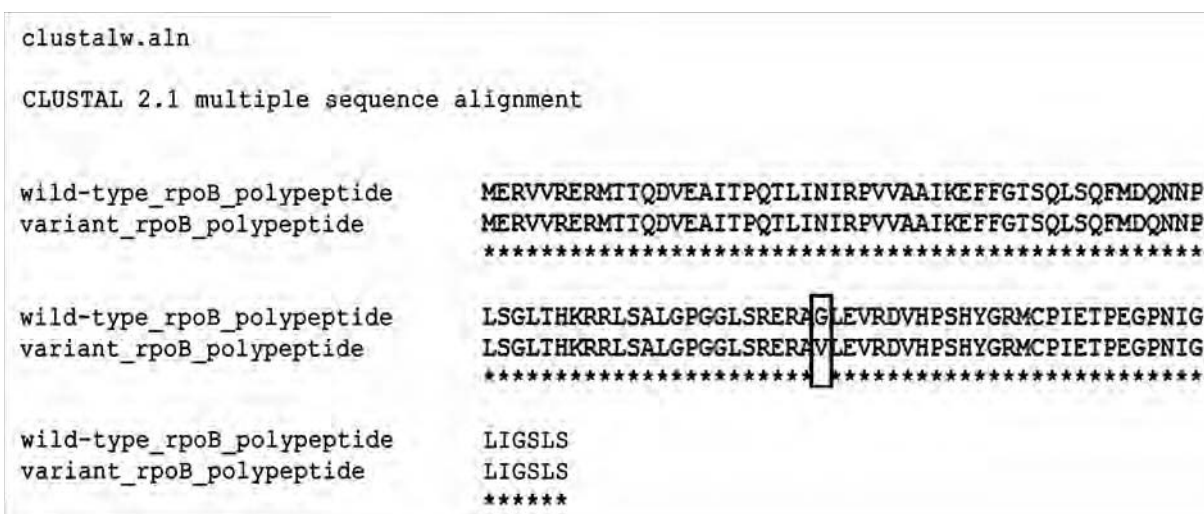 clustalw.aln
CLUSTAL 2.1 multiple sequence alignment
wild-type_rpoB_polypeptide MERVVRERMTTQDVEAITPQTLINIRPVVAAIKEFFGTSQLSQFMDQNNP
variant_rpoB_polypeptide MERVVRERMTTQDVEAITPQTLINIRPVVAAIKEFFGTSQLSQFMDQNNP
**************************************************
wild-type_rpoB_polypeptide LSGLTHKRRLSALGPGGLSRERAGLEVRDVHPSHYGRMCPIETPEGPNIG
variant_rpoB_polypeptide LSGLTHKRRLSALGPGGLSRERAVLEVRDVHPSHYGRMCPIETPEGPNIG
*********************** **************************
wild-type_rpoB_polypeptide LIGSLS
variant_rpoB_polypeptide LIGSLS
******